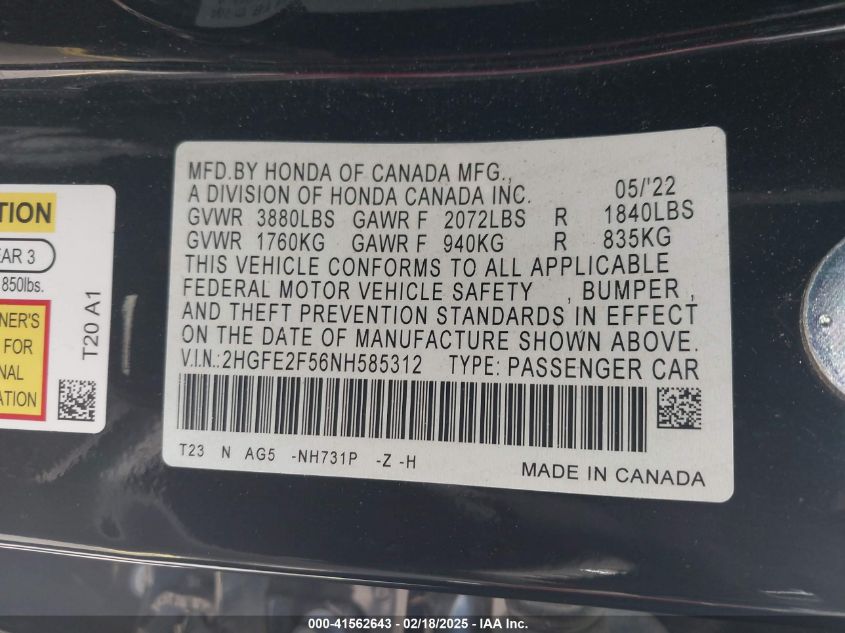 MFD.BY HONDA OF CANADA MFG.,
A DIVISION OF HONDA CANADA INC. 05/'22
GVWR 3880LBS GAWR F 2072LBS R 1840LBS
GVWR 1760KG GAWR F 940KG R 835KG
THIS VEHICLE CONFORMS TO ALL APPLICABLE
FEDERAL MOTOR VEHICLE SAFETY , BUMPER ,
AND THEFT PREVENTION STANDARDS IN EFFECT
ON THE DATE OF MANUFACTURE SHOWN ABOVE.
V.I.N.:2HGFE2F56NH585312 TYPE: PASSENGER CAR
T23 N AG5 -NH731P -Z -H
MADE IN CANADA
TION
EAR 3
850lbs.
NER'S
FOR
NAL
ATION
T20 A1
000-41562643 - 02/18/2025 - IAAI Inc.